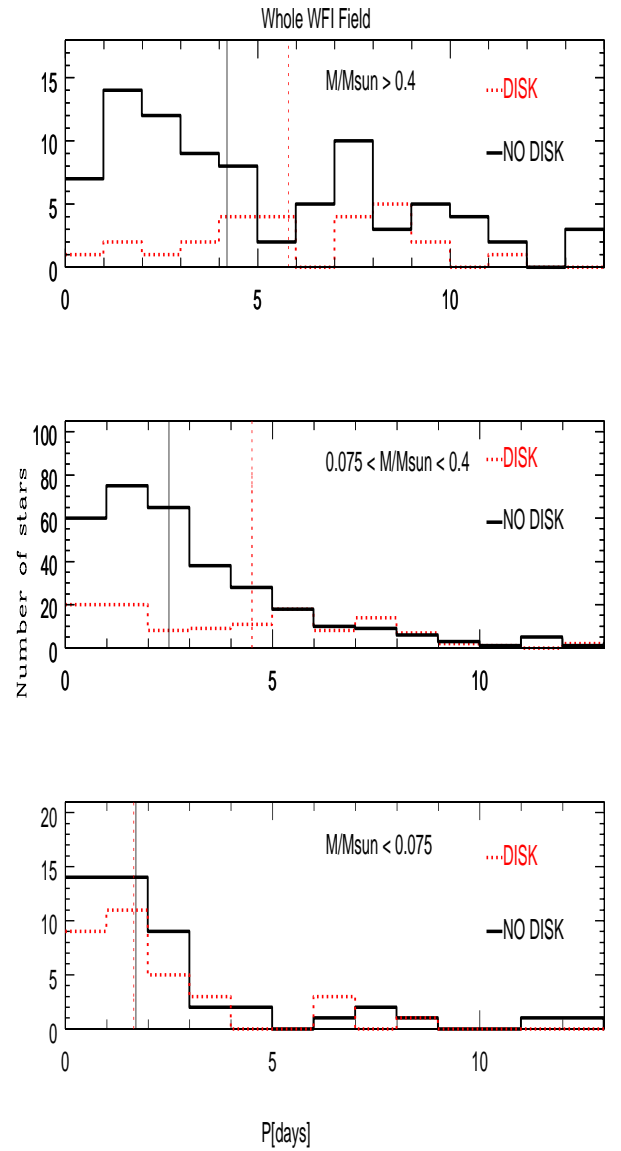 Whole WFI Field
M/Msun > 0.4
DISK
NO DISK
15
10
5
0
0 5 10
Number of stars
0.075 < M/Msun < 0.4
DISK
NO DISK
100
80
60
40
20
0
0 5 10
M/Msun < 0.075
DISK
NO DISK
20
15
10
5
0
0 5 10
P[days]